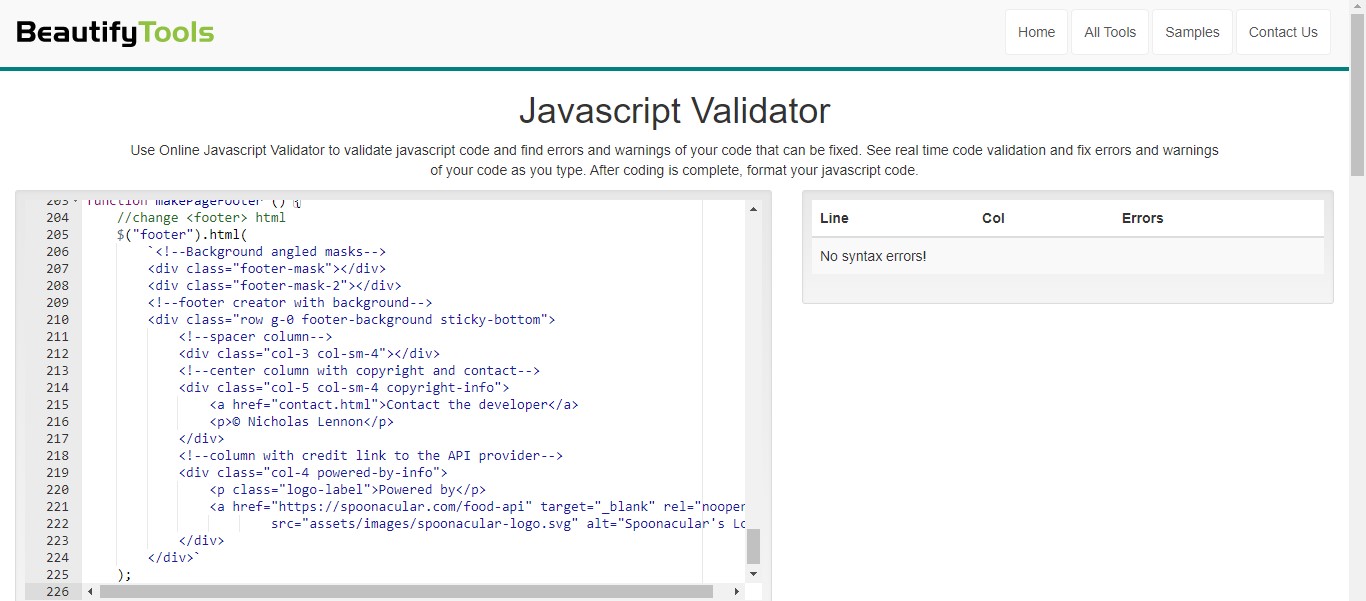 BeautifyTools
Home All Tools Samples Contact Us
Javascript Validator
Use Online Javascript Validator to validate javascript code and find errors and warnings of your code that can be fixed. See real time code validation and fix errors and warnings
of your code as you type. After coding is complete, format your javascript code.
203 function makePageFooter () {
204 //change <footer> html
205 $("footer").html(
206 `<!--Background angled masks-->
207 <div class="footer-mask"></div>
208 <div class="footer-mask-2"></div>
209 <!--footer creator with background-->
210 <div class="row g-0 footer-background sticky-bottom">
211 <!--spacer column-->
212 <div class="col-3 col-sm-4"></div>
213 <!--center column with copyright and contact-->
214 <div class="col-5 col-sm-4 copyright-info">
215 <a href="contact.html">Contact the developer</a>
216 <p>© Nicholas Lennon</p>
217 </div>
218 <!--column with credit link to the API provider-->
219 <div class="col-4 powered-by-info">
220 <p class="logo-label">Powered by</p>
221 <a href="https://spoonacular.com/food-api" target="_blank" rel="nooper
222 src="assets/images/spoonacular-logo.svg" alt="Spoonacular's Lo
223 </div>
224 </div>`
225 );
226
Line Col Errors
No syntax errors!